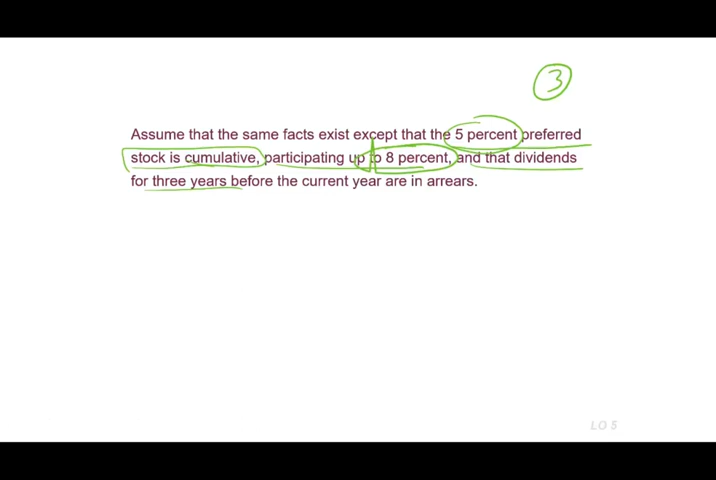 3
Assume that the same facts exist except that the 5 percent preferred
stock is cumulative, participating up to 8 percent, and that dividends
for three years before the current year are in arrears.
LO 5